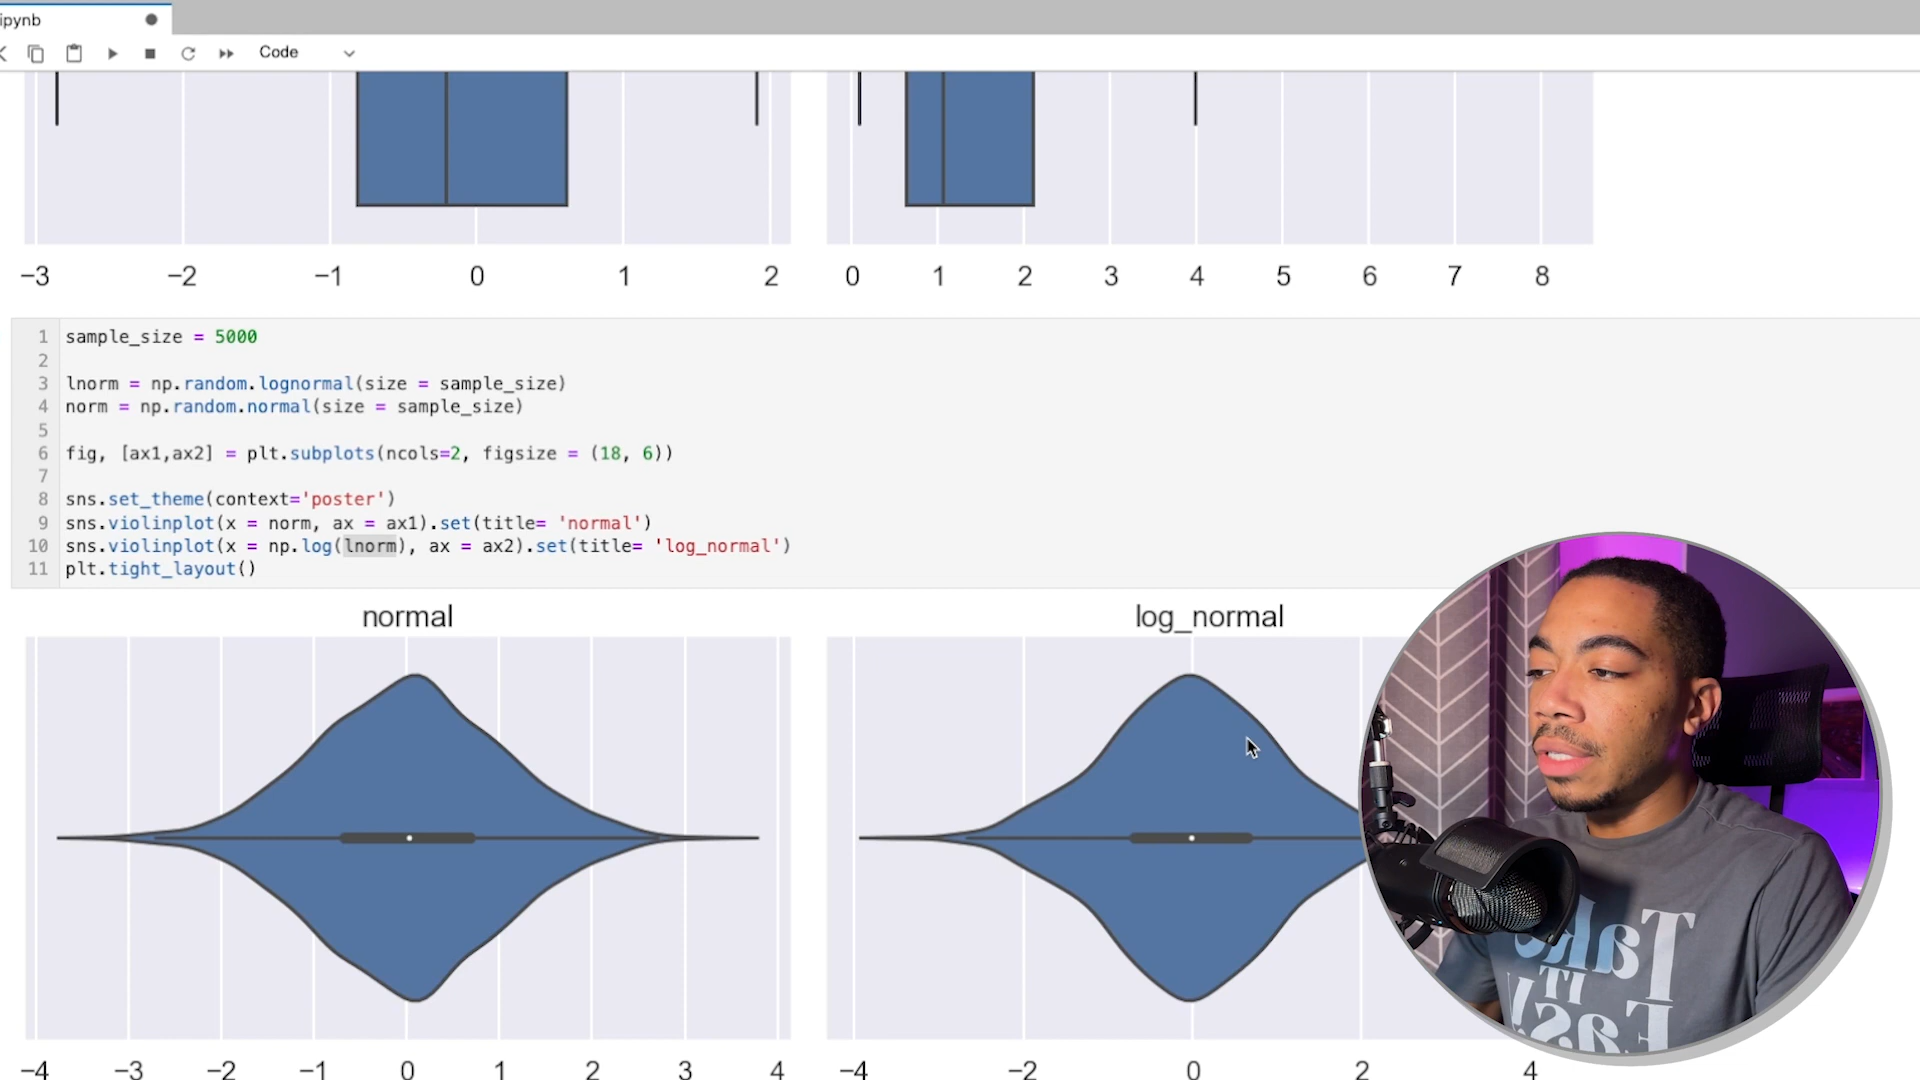 ipynb
Code
−3 −2 −1 0 1 2
0 1 2 3 4 5 6 7 8
1 sample_size = 5000
2
3 lnorm = np.random.lognormal(size = sample_size)
4 norm = np.random.normal(size = sample_size)
5
6 fig, [ax1,ax2] = plt.subplots(ncols=2, figsize = (18, 6))
7
8 sns.set_theme(context='poster')
9 sns.violinplot(x = norm, ax = ax1).set(title= 'normal')
10 sns.violinplot(x = np.log(lnorm), ax = ax2).set(title= 'log_normal')
11 plt.tight_layout()
normal
log_normal
−4 −3 −2 −1 0 1 2 3 4
−4 −2 0 2 4
Take
IT
Easy!